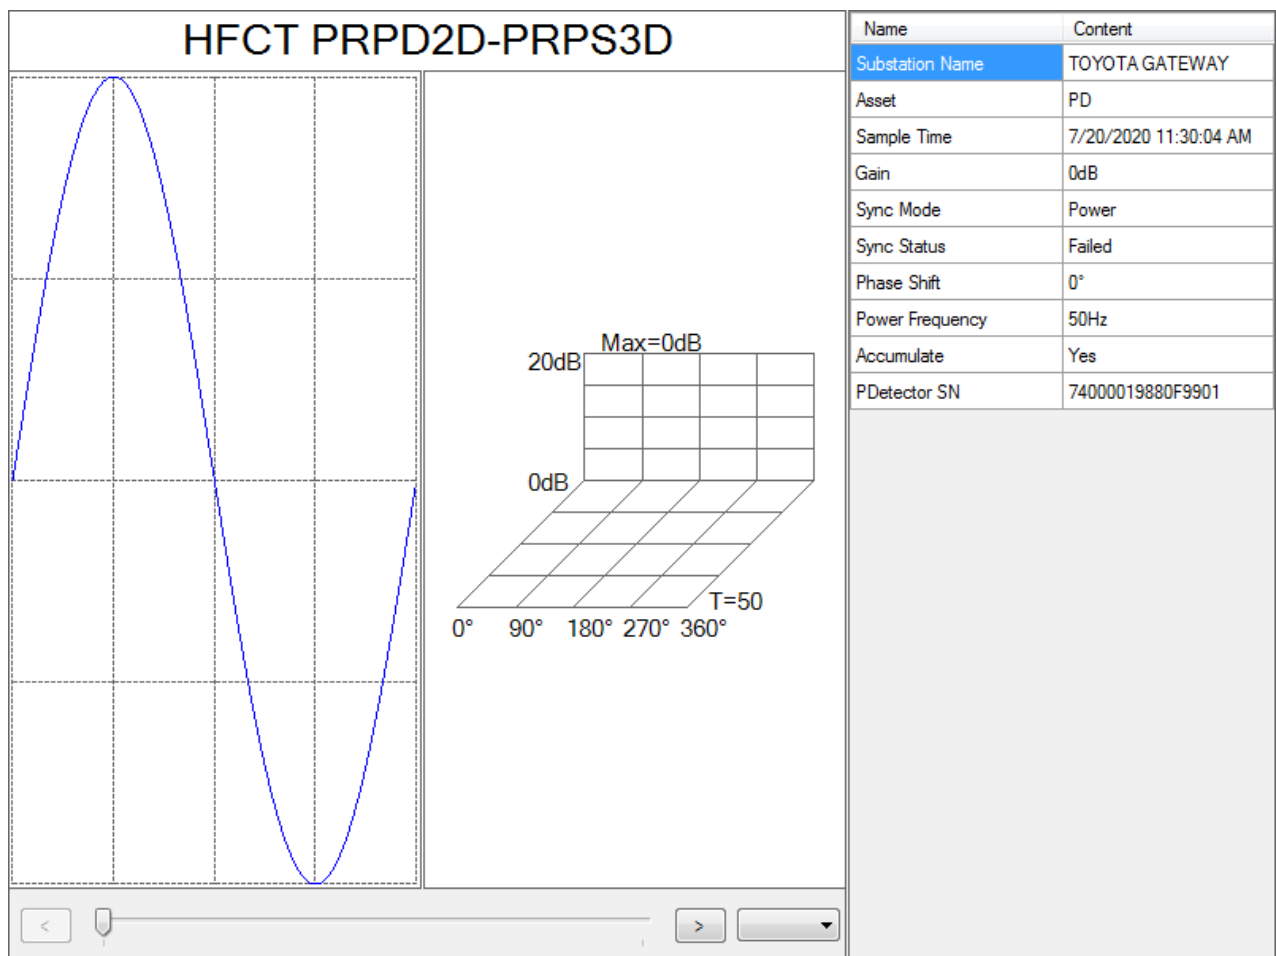 HFCT PRPD2D-PRPS3D
Max=0dB
20dB
0dB
T=50
0° 90° 180° 270° 360°
<
>
Name Content
Substation Name TOYOTA GATEWAY
Asset PD
Sample Time 7/20/2020 11:30:04 AM
Gain 0dB
Sync Mode Power
Sync Status Failed
Phase Shift 0°
Power Frequency 50Hz
Accumulate Yes
PDetector SN 74000019880F9901